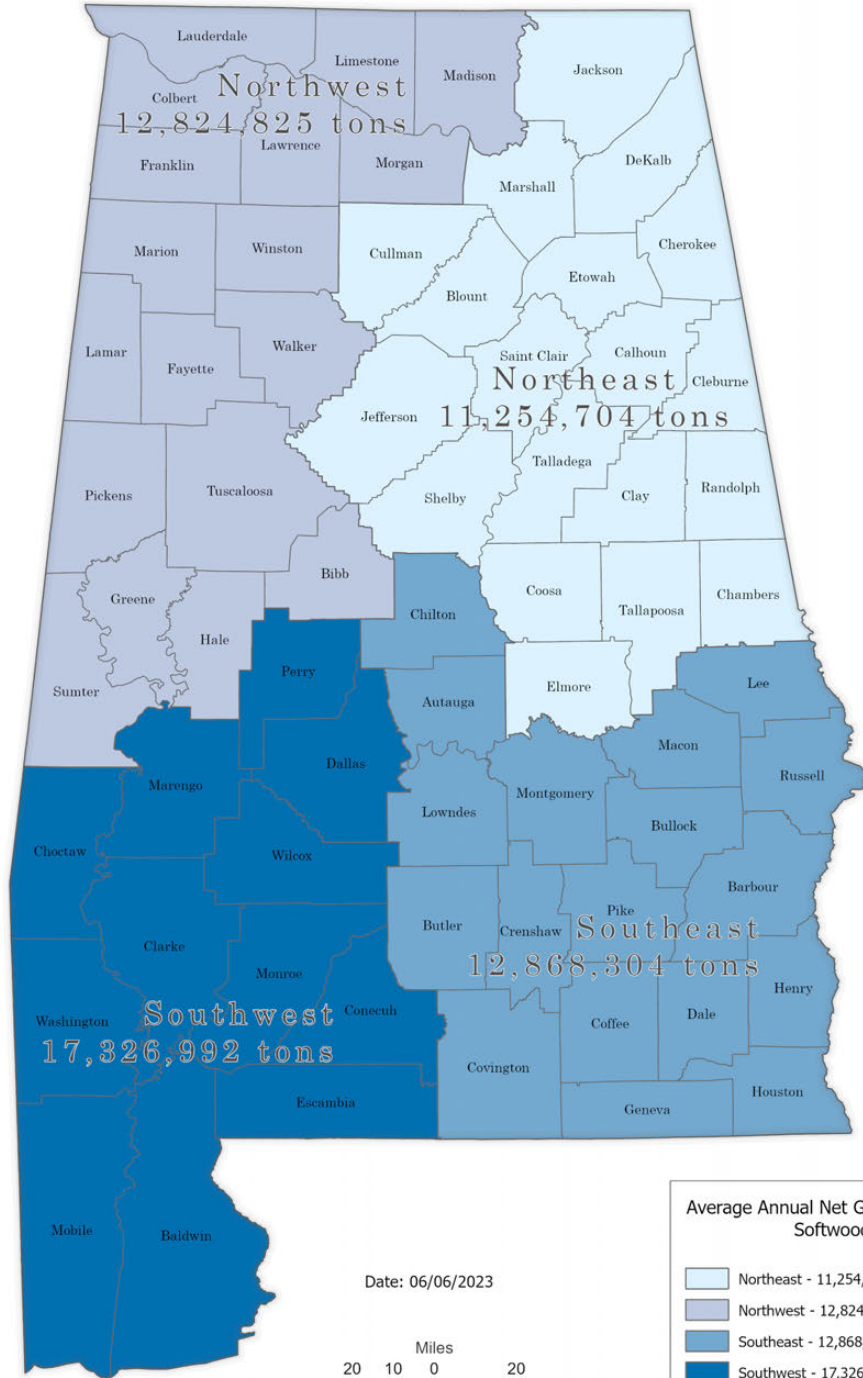 Lauderdale
Limestone
Madison
Jackson
Northwest
Colbert
12,824,825 tons
Lawrence
Franklin
Morgan
DeKalb
Marshall
Marion
Winston
Cullman
Cherokee
Etowah
Blount
Lamar
Fayette
Walker
Saint Clair
Calhoun
Northeast
Cleburne
Jefferson
11,254,704 tons
Talladega
Pickens
Tuscaloosa
Shelby
Clay
Randolph
Bibb
Greene
Coosa
Tallapoosa
Chambers
Hale
Chilton
Perry
Sumter
Autauga
Elmore
Lee
Macon
Dallas
Marengo
Montgomery
Russell
Lowndes
Bullock
Choctaw
Wilcox
Barbour
Pike
Butler
Crenshaw
Southeast
Clarke
12,868,304 tons
Monroe
Henry
Southwest
Conecuh
Washington
Coffee
Dale
17,326,992 tons
Covington
Escambia
Geneva
Houston
Mobile
Baldwin
Average Annual Net G
Softwood
Date: 06/06/2023
Northeast - 11,254,
Northwest - 12,824
Southeast - 12,868,
Southwest - 17,326
Miles
20 10 0 20